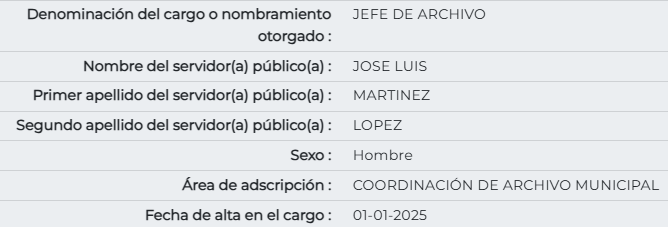 Denominación del cargo o nombramiento otorgado : JEFE DE ARCHIVO
Nombre del servidor(a) público(a) : JOSE LUIS
Primer apellido del servidor(a) público(a) : MARTINEZ
Segundo apellido del servidor(a) público(a) : LOPEZ
Sexo : Hombre
Área de adscripción : COORDINACIÓN DE ARCHIVO MUNICIPAL
Fecha de alta en el cargo : 01-01-2025